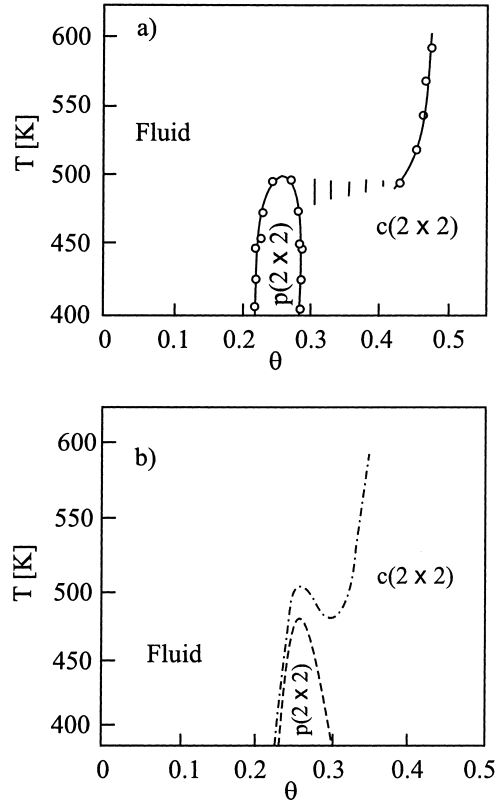 a)
600
550
500
450
400
T [K]
Fluid
p(2 x 2)
c(2 x 2)
0
0.1
0.2
0.3
0.4
0.5
θ
b)
600
550
500
450
400
T [K]
Fluid
p(2 x 2)
c(2 x 2)
0
0.1
0.2
0.3
0.4
0.5
θ